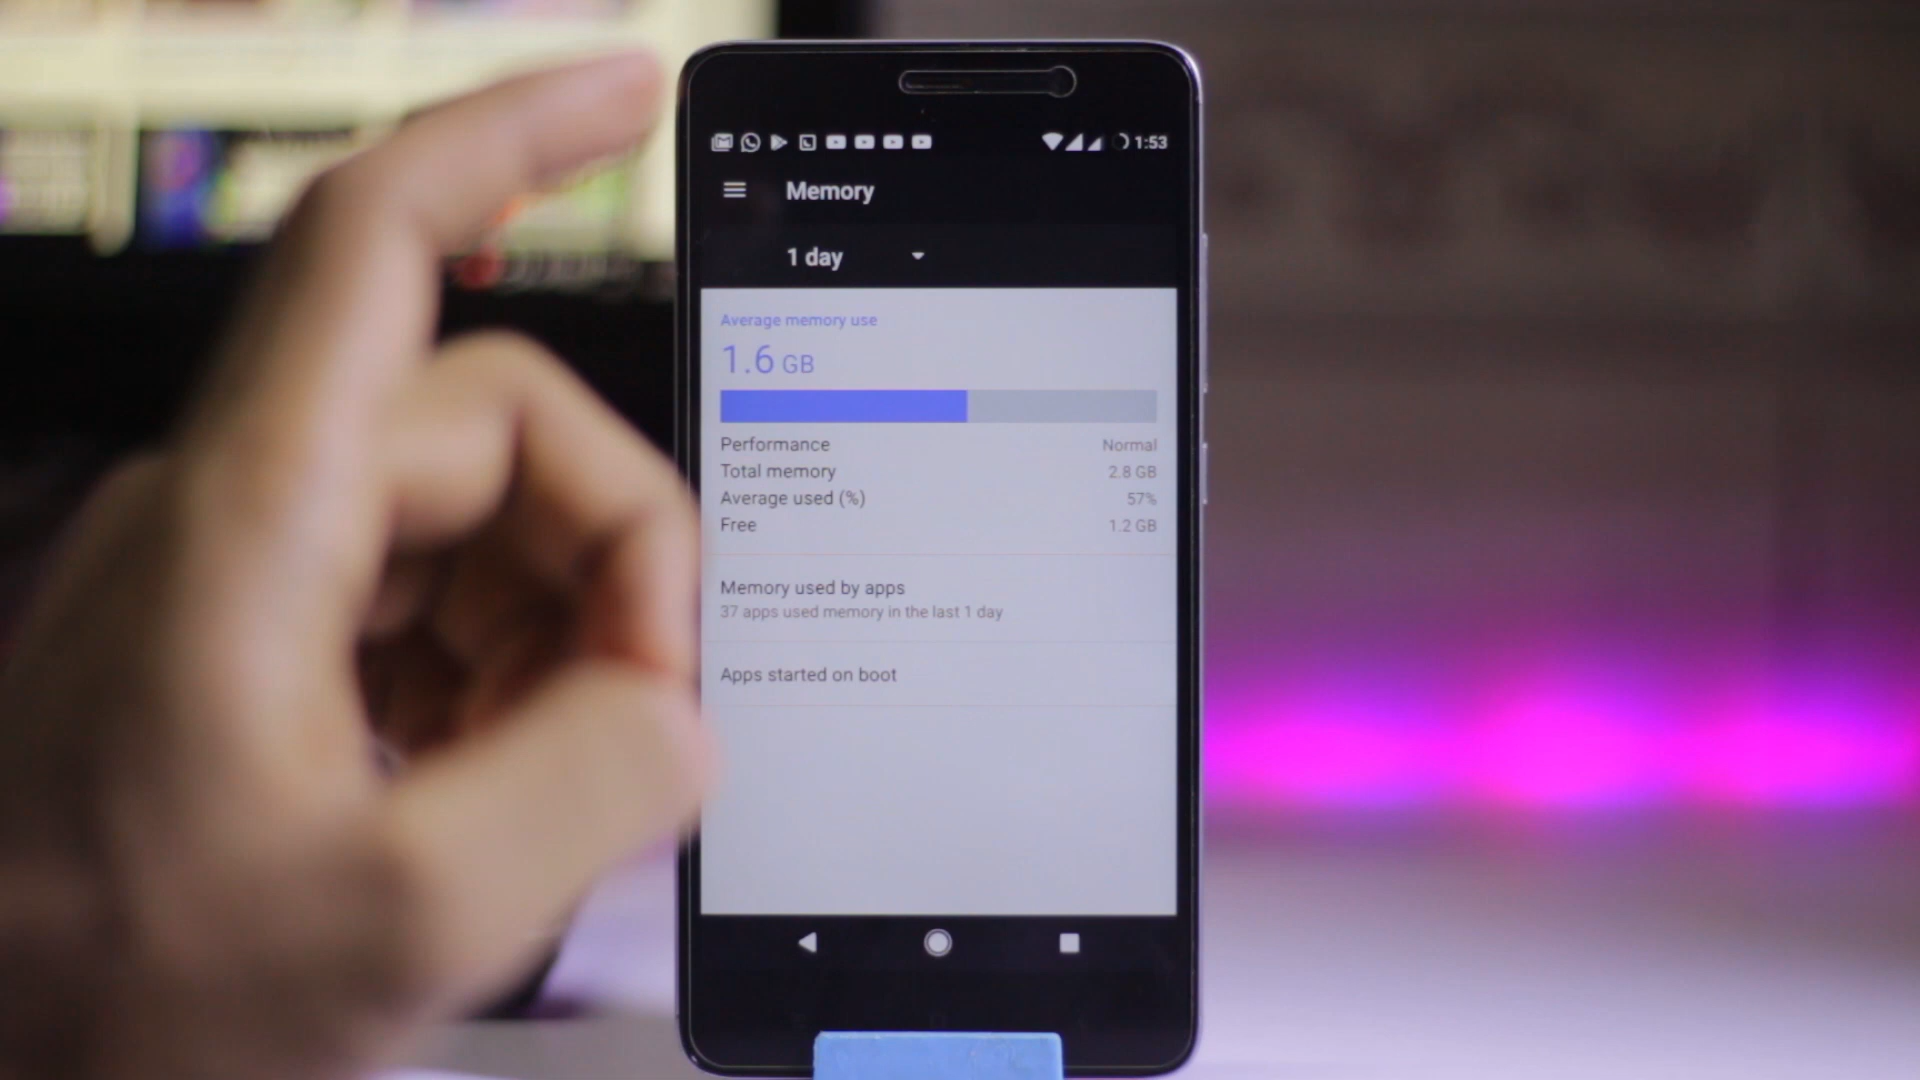 1:53
Memory
1 day
Average memory use
1.6 GB
Performance Normal
Total memory 2.8 GB
Average used (%) 57%
Free 1.2 GB
Memory used by apps
37 apps used memory in the last 1 day
Apps started on boot